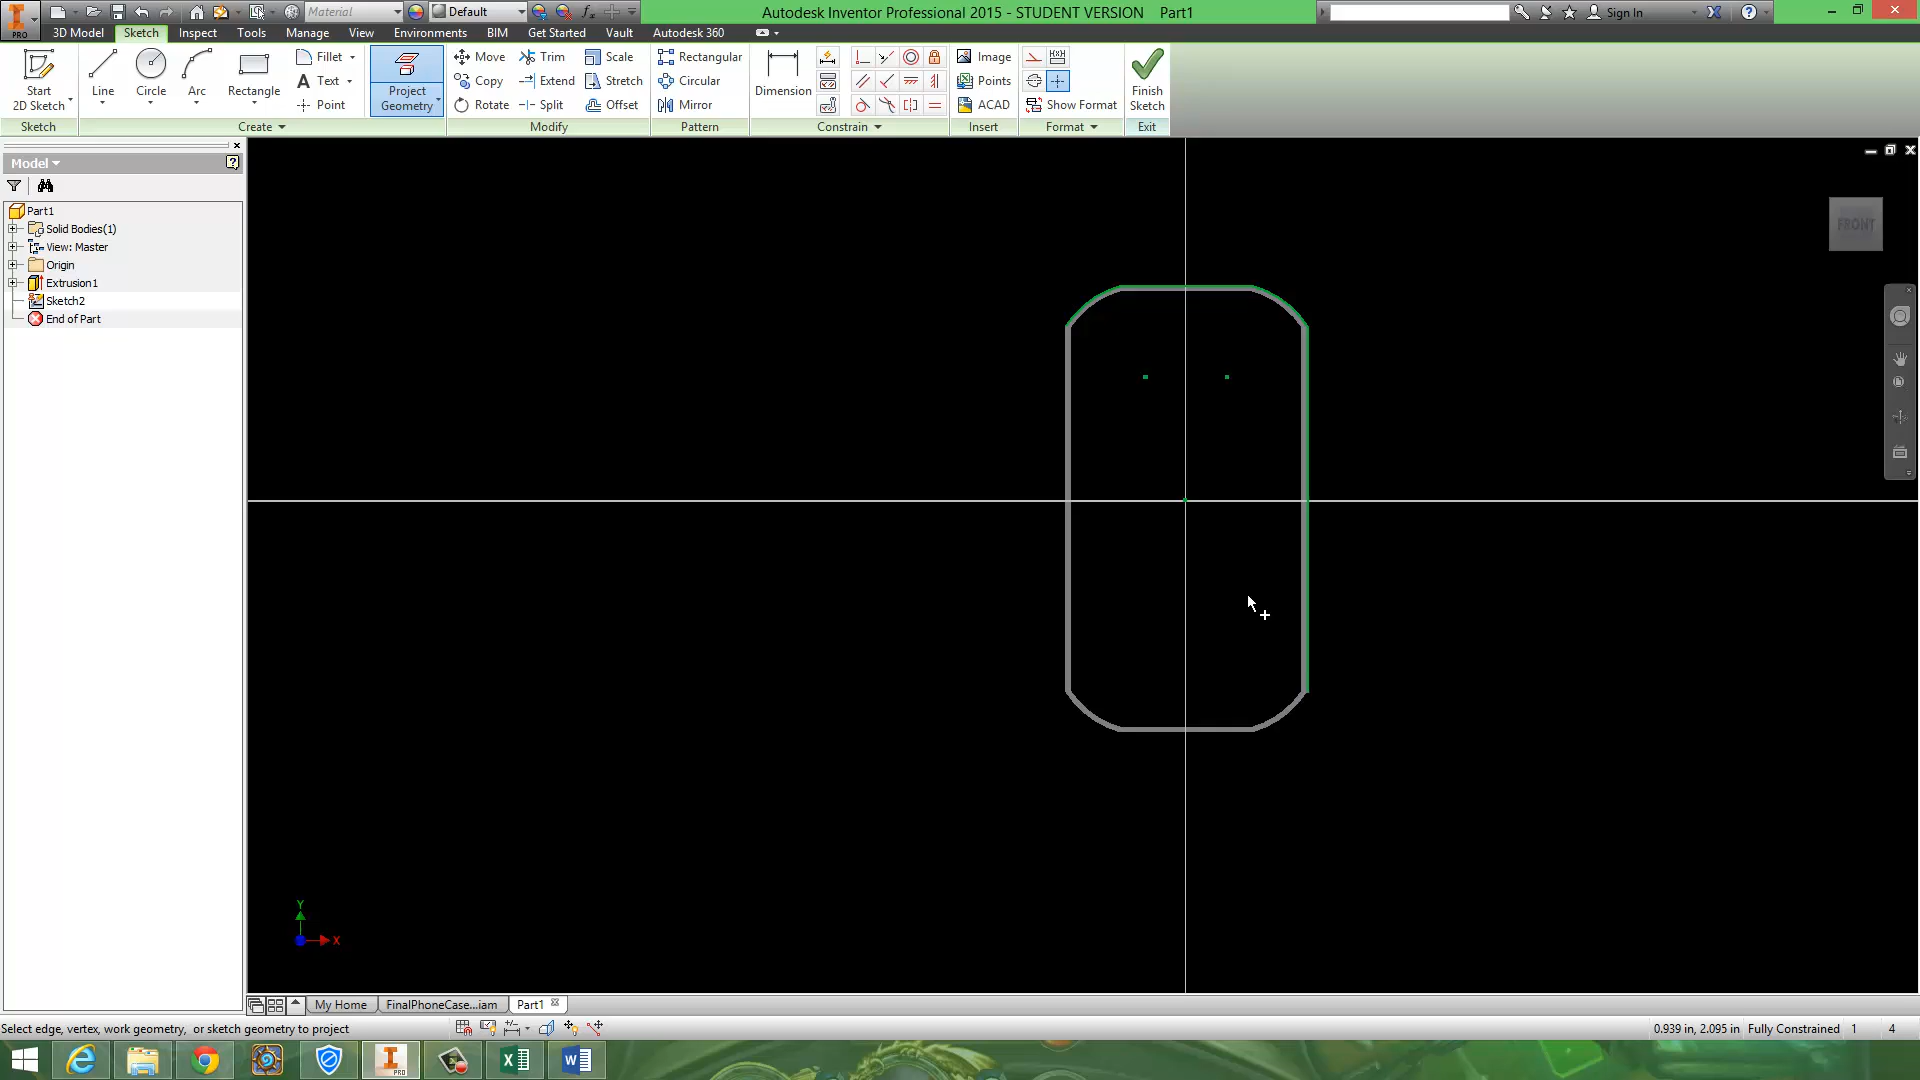 Material
Default
Autodesk Inventor Professional 2015 - STUDENT VERSION Part1
Sign In
PRO
3D Model Sketch Inspect Tools Manage View Environments BIM Get Started Vault Autodesk 360
Start
2D Sketch
Line
Circle
Arc
Rectangle
Fillet
Text
Point
Project
Geometry
Move
Copy
Rotate
Trim
Extend
Split
Scale
Stretch
Offset
Rectangular
Circular
Mirror
Dimension
Image
Points
ACAD
Show Format
Finish
Sketch
Sketch Create Modify Pattern Constrain Insert Format Exit
Model
Part1
Solid Bodies(1)
View: Master
Origin
Extrusion1
Sketch2
End of Part
FRONT
Y
X
My Home FinalPhoneCase...iam Part1
Select edge, vertex, work geometry, or sketch geometry to project
0.939 in, 2.095 in Fully Constrained 1 4